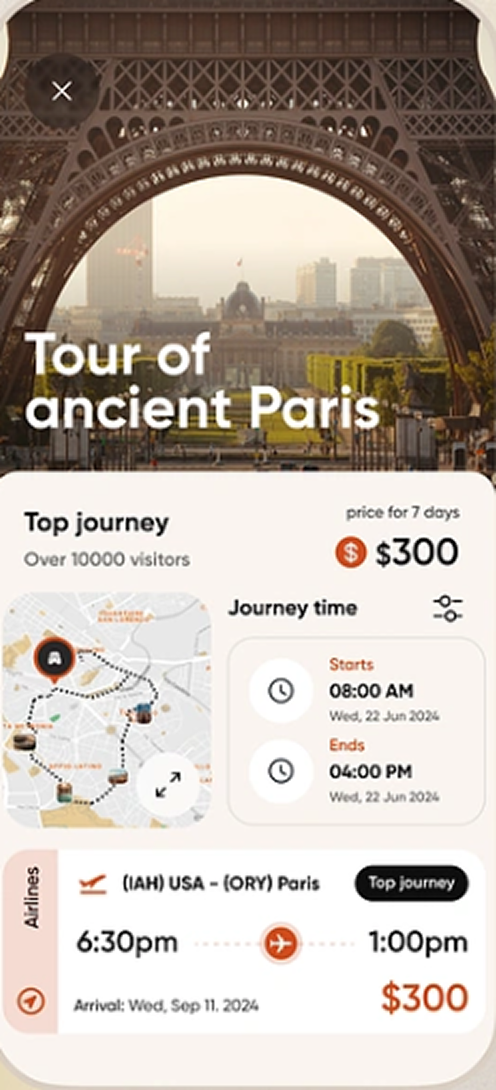 Tour of
ancient Paris
Top journey
Over 10000 visitors
price for 7 days
$ $300
Journey time
Starts
08:00 AM
Wed, 22 Jun 2024
Ends
04:00 PM
Wed, 22 Jun 2024
Airlines
(IAH) USA - (ORY) Paris
Top journey
6:30pm
1:00pm
Arrival: Wed, Sep 11. 2024
$300